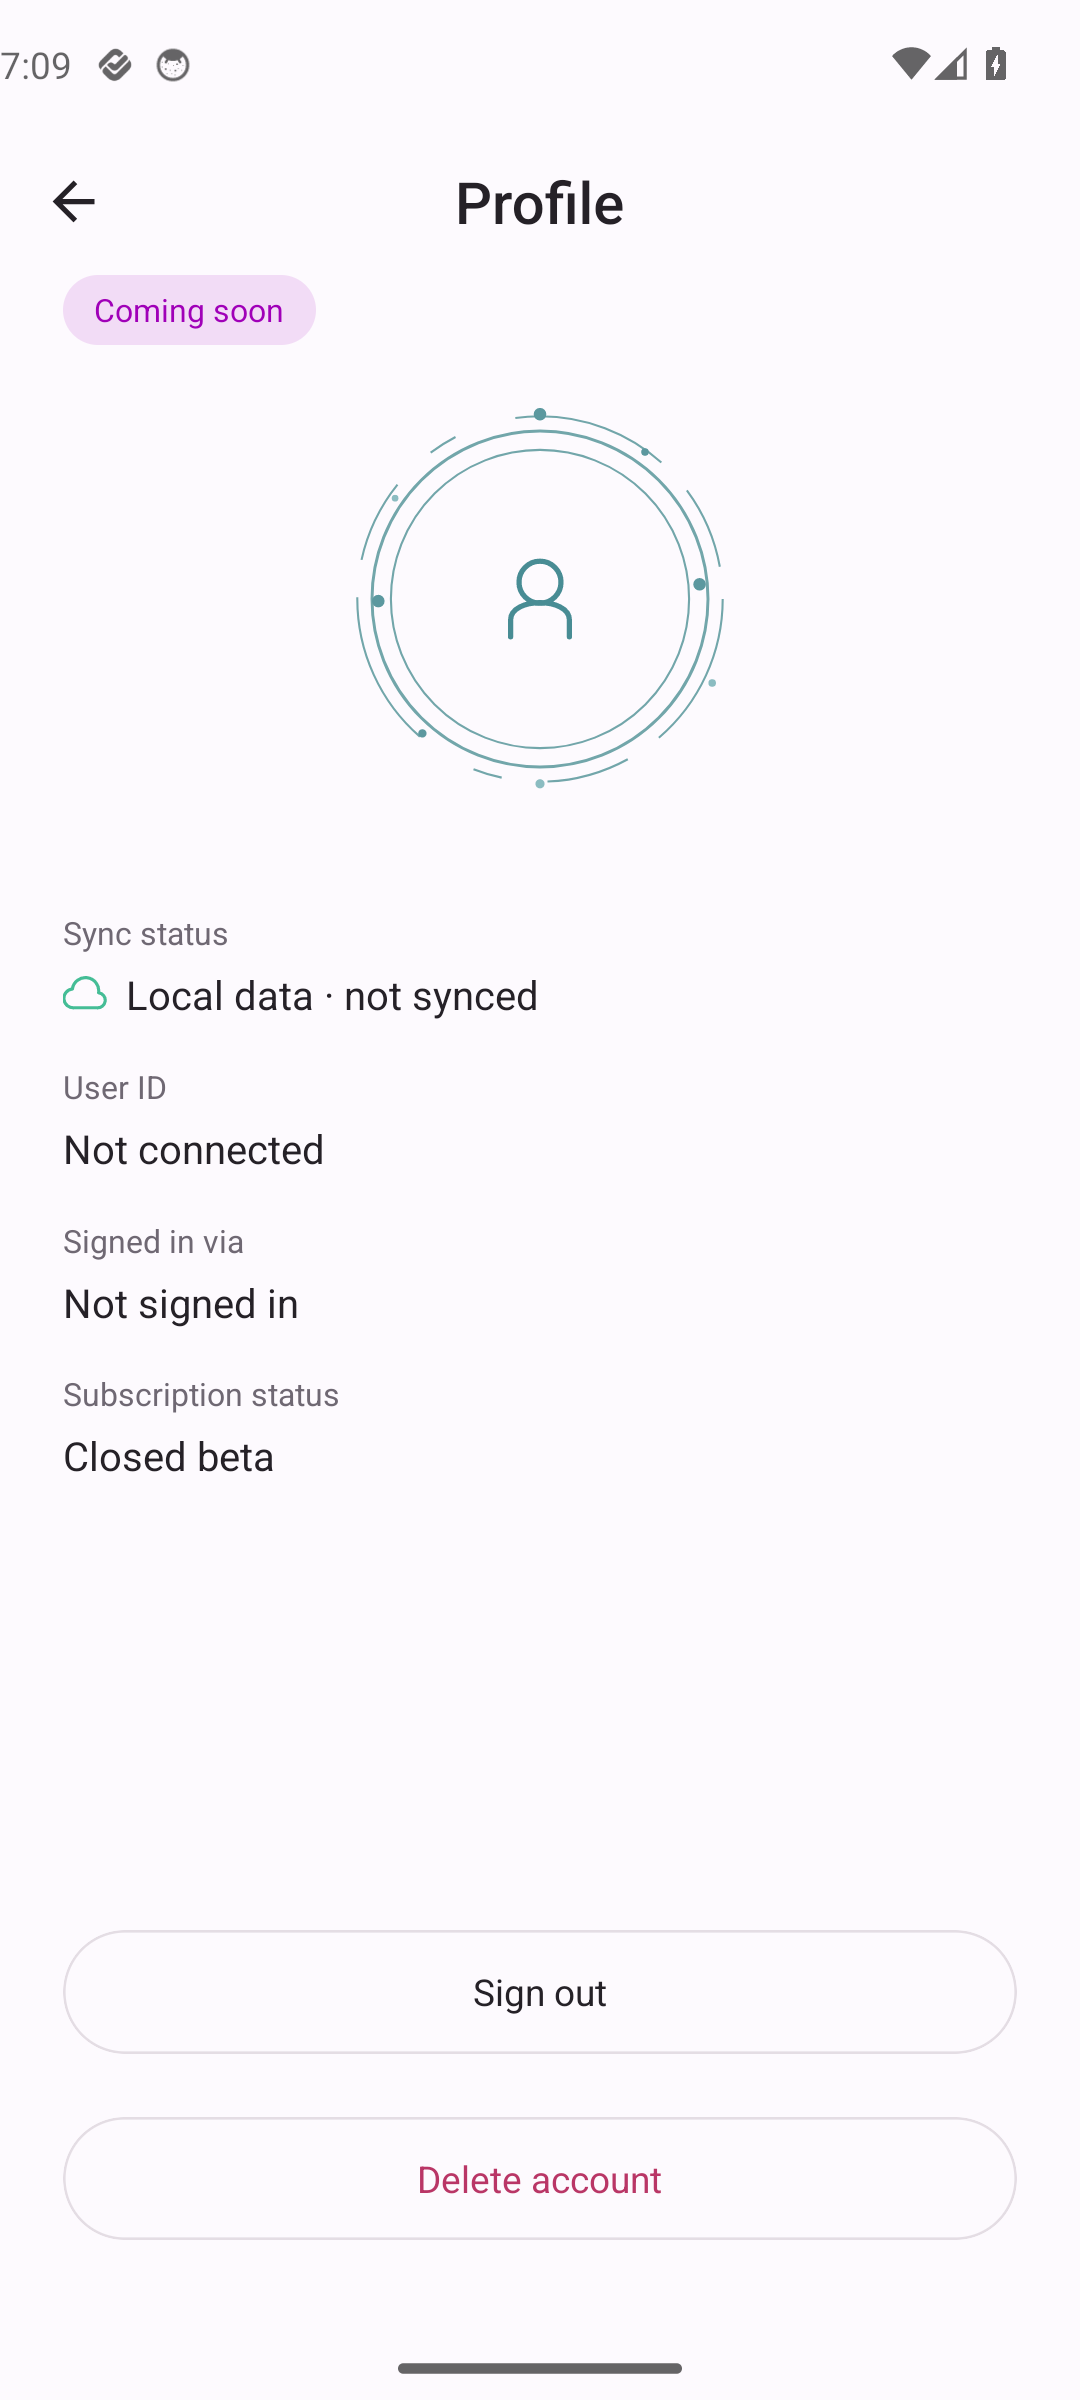 7:09
Profile
Coming soon
Sync status
Local data · not synced
User ID
Not connected
Signed in via
Not signed in
Subscription status
Closed beta
Sign out
Delete account